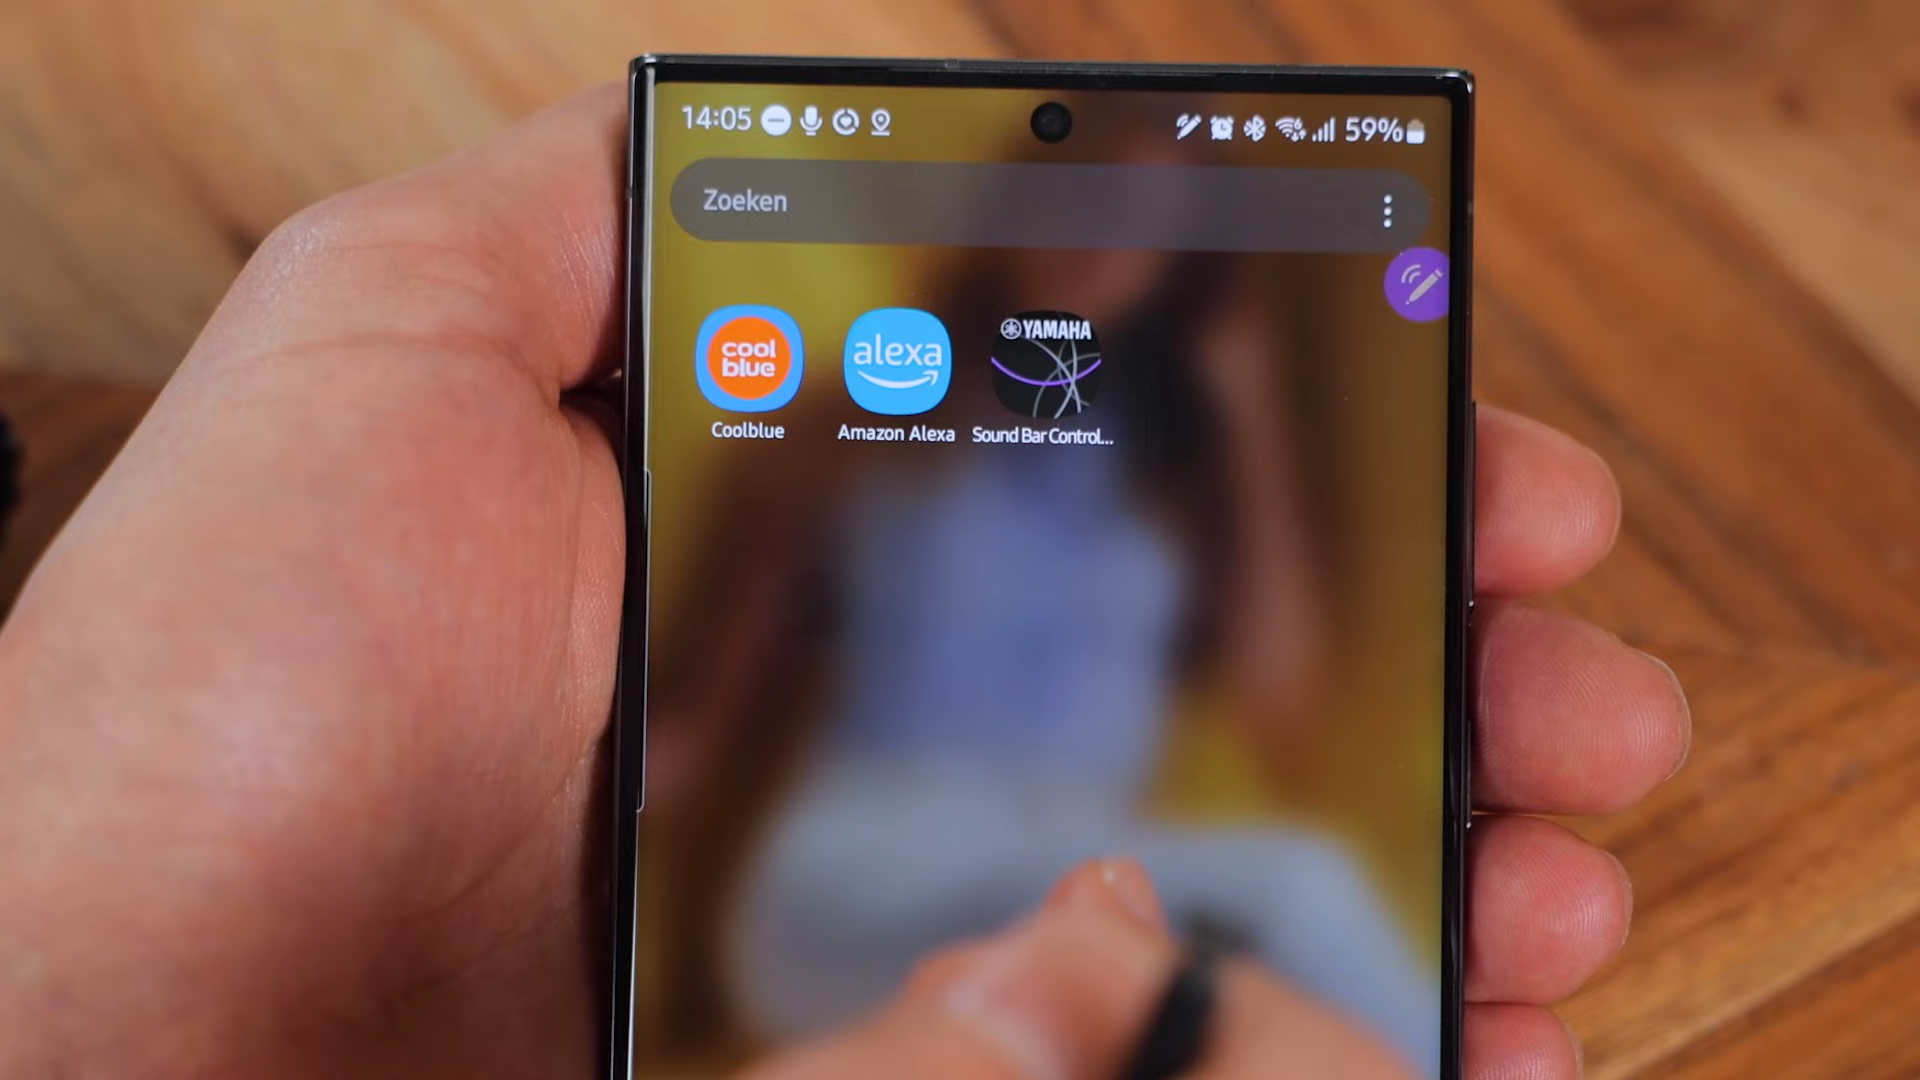 14:05
59%
Zoeken
cool
blue
alexa
YAMAHA
Coolblue
Amazon Alexa
Sound Bar Control...